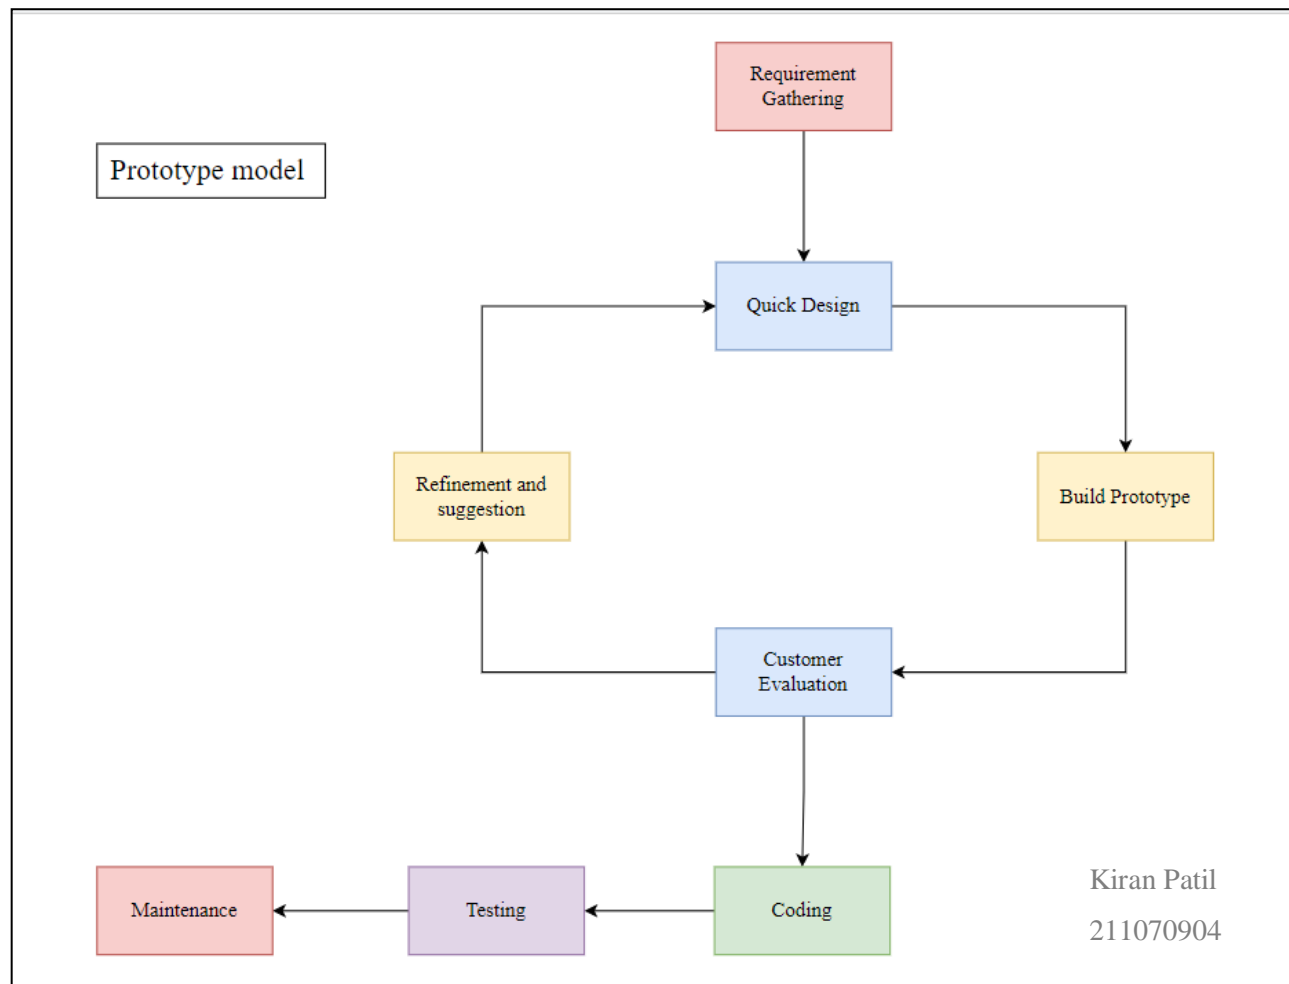 Requirement
Gathering
Prototype model
Quick Design
Refinement and
suggestion
Build Prototype
Customer
Evaluation
Maintenance
Testing
Coding
Kiran Patil
211070904